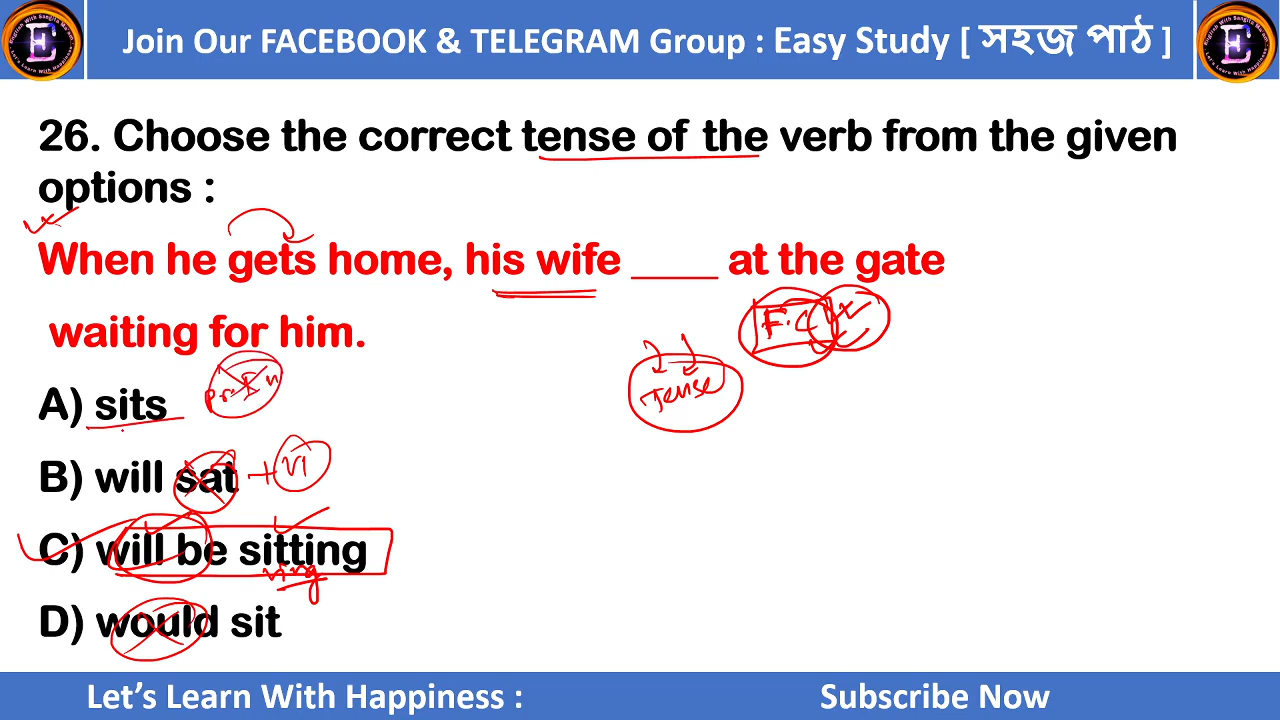 Join Our FACEBOOK & TELEGRAM Group : Easy Study [ সহজ পাঠ ]
E
E
26. Choose the correct tense of the verb from the given
options :
When he gets home, his wife ____ at the gate
waiting for him.
F.C
Tense
A) sits
B) will sat + V1
C) will be sitting
Ving
D) would sit
Let's Learn With Happiness :
Subscribe Now